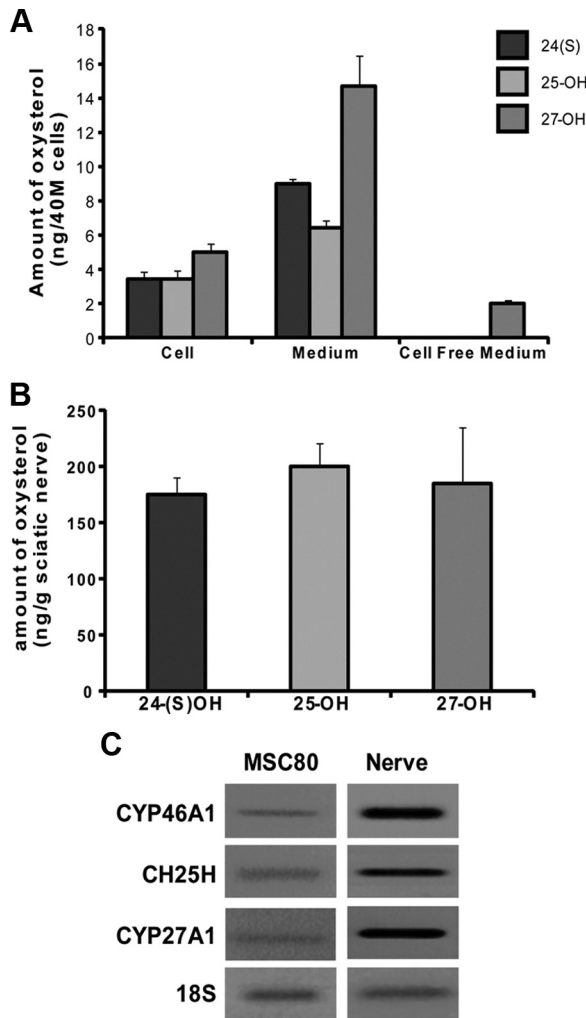 A
Amount of oxysterol
(ng/40M cells)
18
16
14
12
10
8
6
4
2
0
Cell Medium Cell Free Medium
24(S)
25-OH
27-OH
B
amount of oxysterol
(ng/g sciatic nerve)
250
200
150
100
50
0
24-(S)OH 25-OH 27-OH
C
MSC80 Nerve
CYP46A1
CH25H
CYP27A1
18S